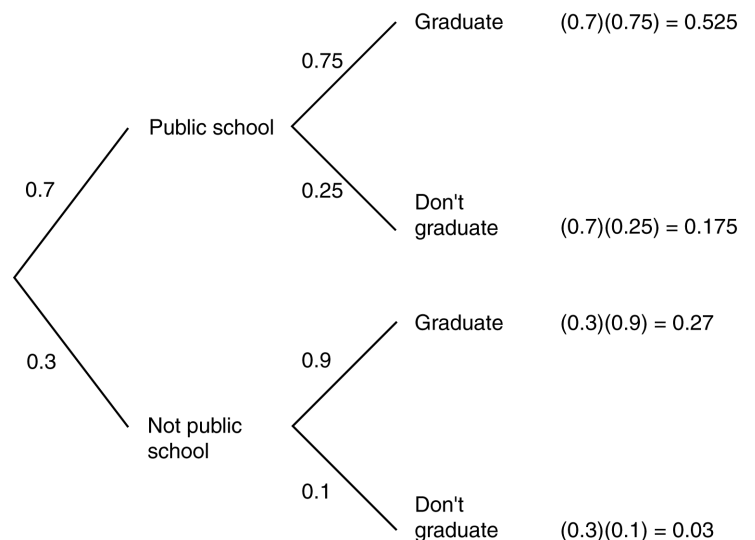 Graduate (0.7)(0.75) = 0.525
0.75
Public school
0.7
0.25
Don't
graduate (0.7)(0.25) = 0.175
Graduate (0.3)(0.9) = 0.27
0.3
0.9
Not public
school
0.1
Don't
graduate (0.3)(0.1) = 0.03